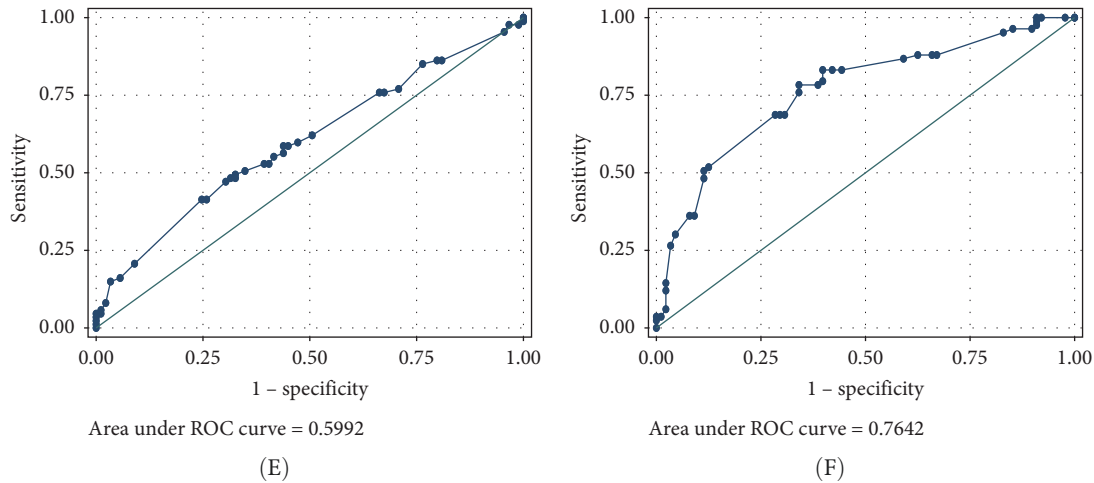 1.00
0.75
0.50
0.25
0.00
Sensitivity
0.00 0.25 0.50 0.75 1.00
1 – specificity
Area under ROC curve = 0.5992
(E)
1.00
0.75
0.50
0.25
0.00
Sensitivity
0.00 0.25 0.50 0.75 1.00
1 – specificity
Area under ROC curve = 0.7642
(F)